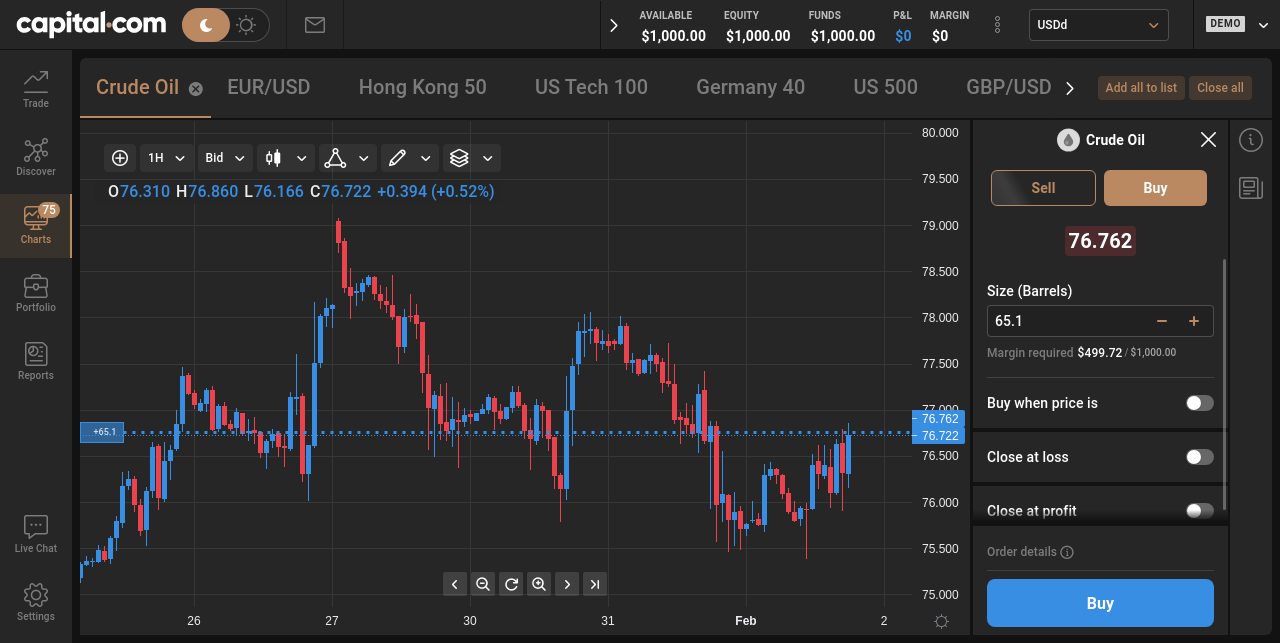 capital.com
AVAILABLE EQUITY FUNDS P&L MARGIN
$1,000.00 $1,000.00 $1,000.00 $0 $0
USDd
DEMO
Trade
Discover
75
Charts
Portfolio
Reports
Live Chat
Settings
Crude Oil EUR/USD Hong Kong 50 US Tech 100 Germany 40 US 500 GBP/USD
Add all to list Close all
1H Bid
O76.310 H76.860 L76.166 C76.722 +0.394 (+0.52%)
+65.1
80.000
79.500
79.000
78.500
78.000
77.500
77.000
76.762
76.722
76.500
76.000
75.500
75.000
26 27 30 31 Feb 2
Crude Oil
Sell Buy
76.762
Size (Barrels)
65.1
Margin required $499.72 / $1,000.00
Buy when price is
Close at loss
Close at profit
Order details
Buy